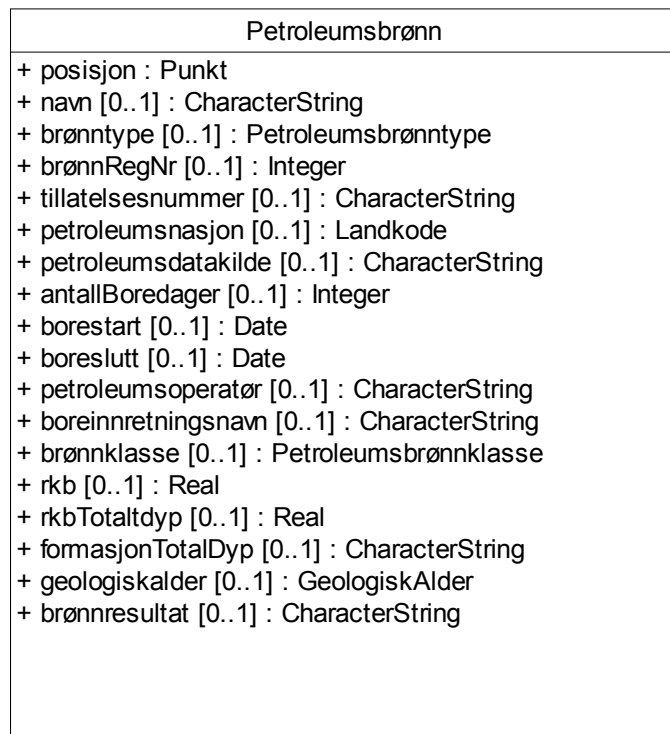 Petroleumsbrønn
+ posisjon : Punkt
+ navn [0..1] : CharacterString
+ brønntype [0..1] : Petroleumsbrønntype
+ brønnRegNr [0..1] : Integer
+ tillatelsesnummer [0..1] : CharacterString
+ petroleumsnasjon [0..1] : Landkode
+ petroleumsdatakilde [0..1] : CharacterString
+ antallBoredager [0..1] : Integer
+ borestart [0..1] : Date
+ boreslutt [0..1] : Date
+ petroleumsoperatør [0..1] : CharacterString
+ boreinnretningsnavn [0..1] : CharacterString
+ brønnklasse [0..1] : Petroleumsbrønnklasse
+ rkb [0..1] : Real
+ rkbTotaltdyp [0..1] : Real
+ formasjonTotalDyp [0..1] : CharacterString
+ geologiskalder [0..1] : GeologiskAlder
+ brønnresultat [0..1] : CharacterString